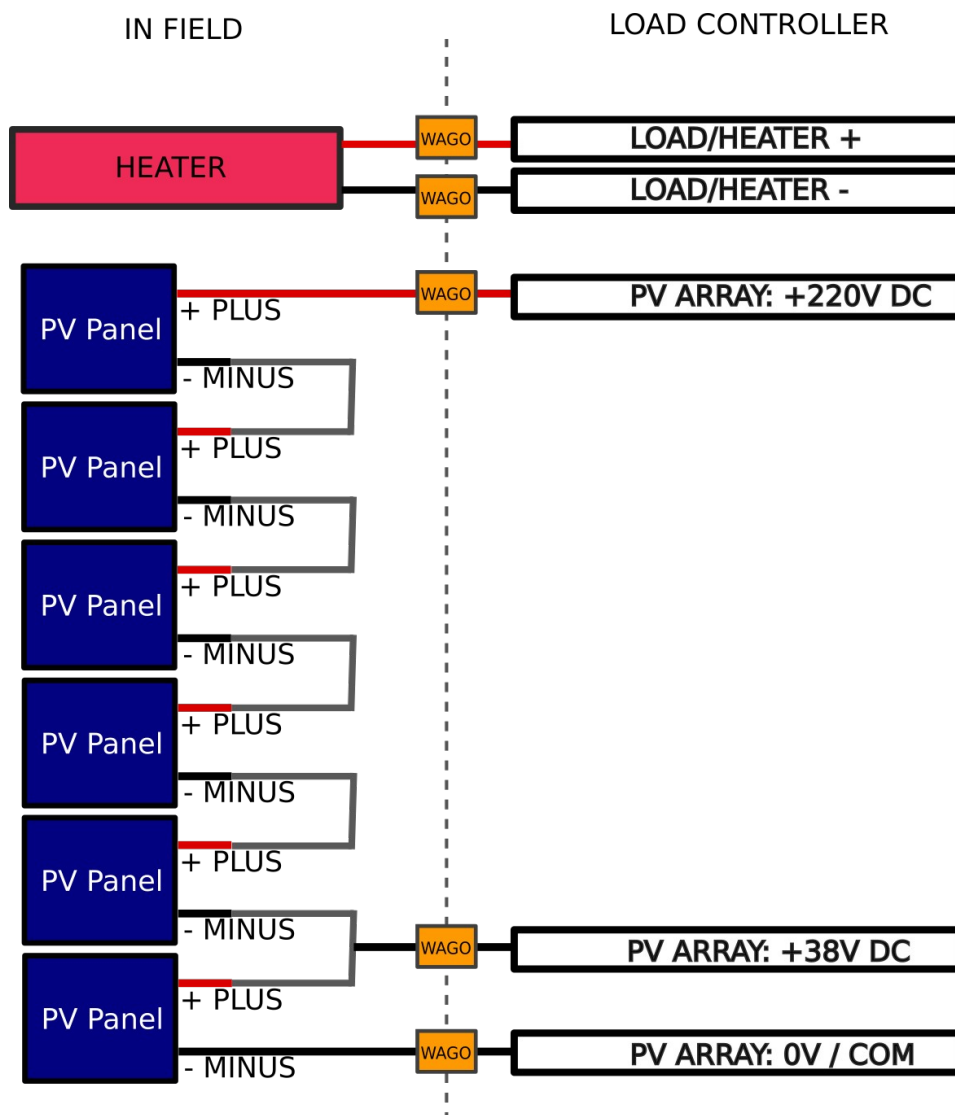 IN FIELD
LOAD CONTROLLER
HEATER
WAGO
LOAD/HEATER +
WAGO
LOAD/HEATER -
PV Panel
+ PLUS
WAGO
PV ARRAY: +220V DC
- MINUS
PV Panel
+ PLUS
- MINUS
PV Panel
+ PLUS
- MINUS
PV Panel
+ PLUS
- MINUS
PV Panel
+ PLUS
- MINUS
WAGO
PV ARRAY: +38V DC
PV Panel
+ PLUS
- MINUS
WAGO
PV ARRAY: 0V / COM